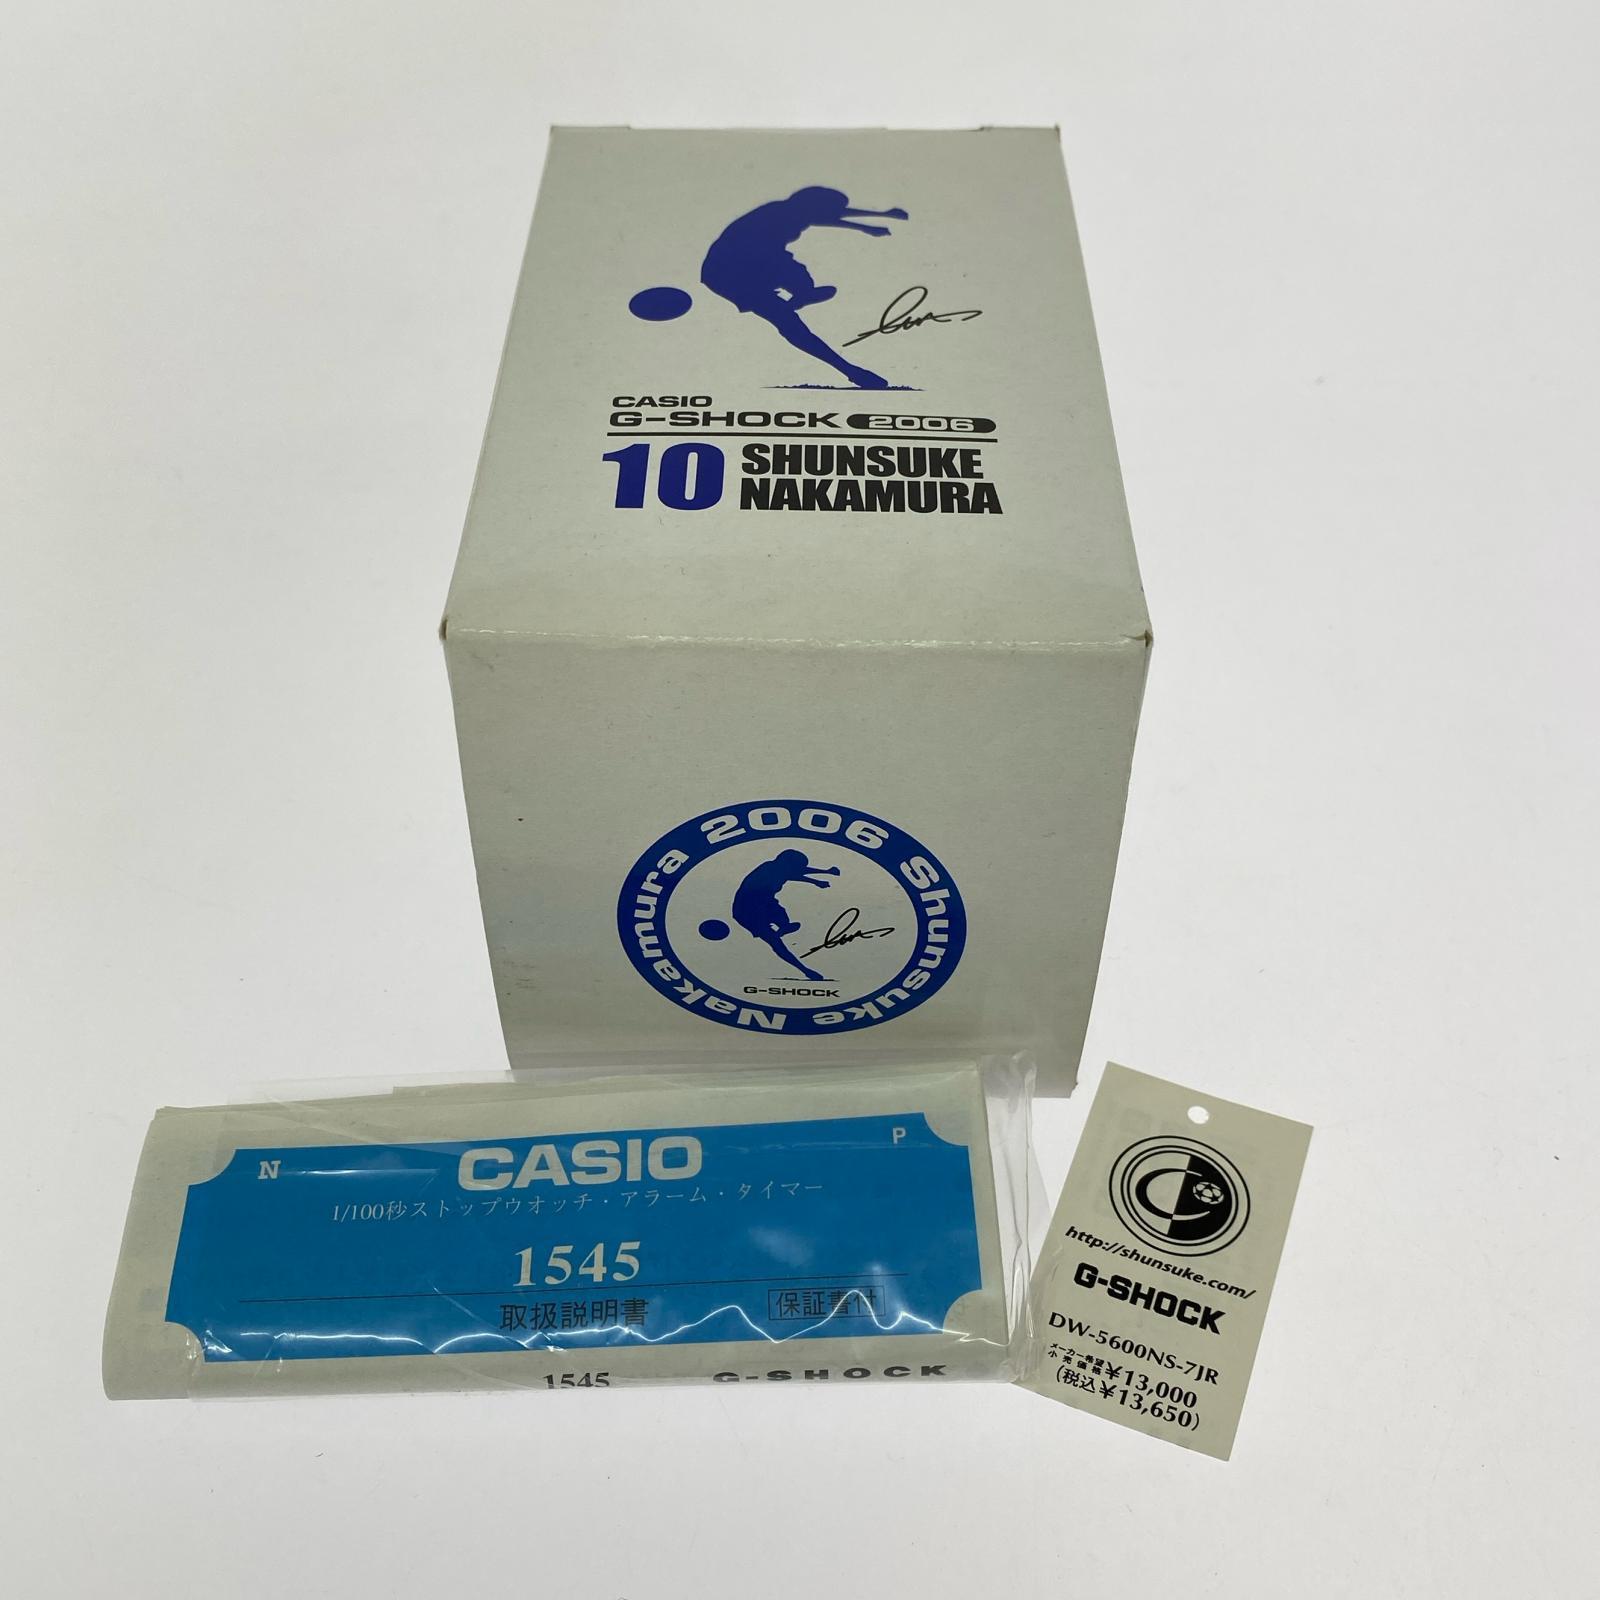 CASIO
G-SHOCK 2006
10 SHUNSUKE
NAKAMURA
2006 Shunsuke Nakamura
G-SHOCK
N
P
CASIO
1/100秒ストップウオッチ・アラーム・タイマー
1545
取扱説明書 保証書付
1545 G-SHOCK
http://shunsuke.com/
G-SHOCK
DW-5600NS-7JR
メーカー希望
小売価格 ¥13,000
(税込¥13,650)